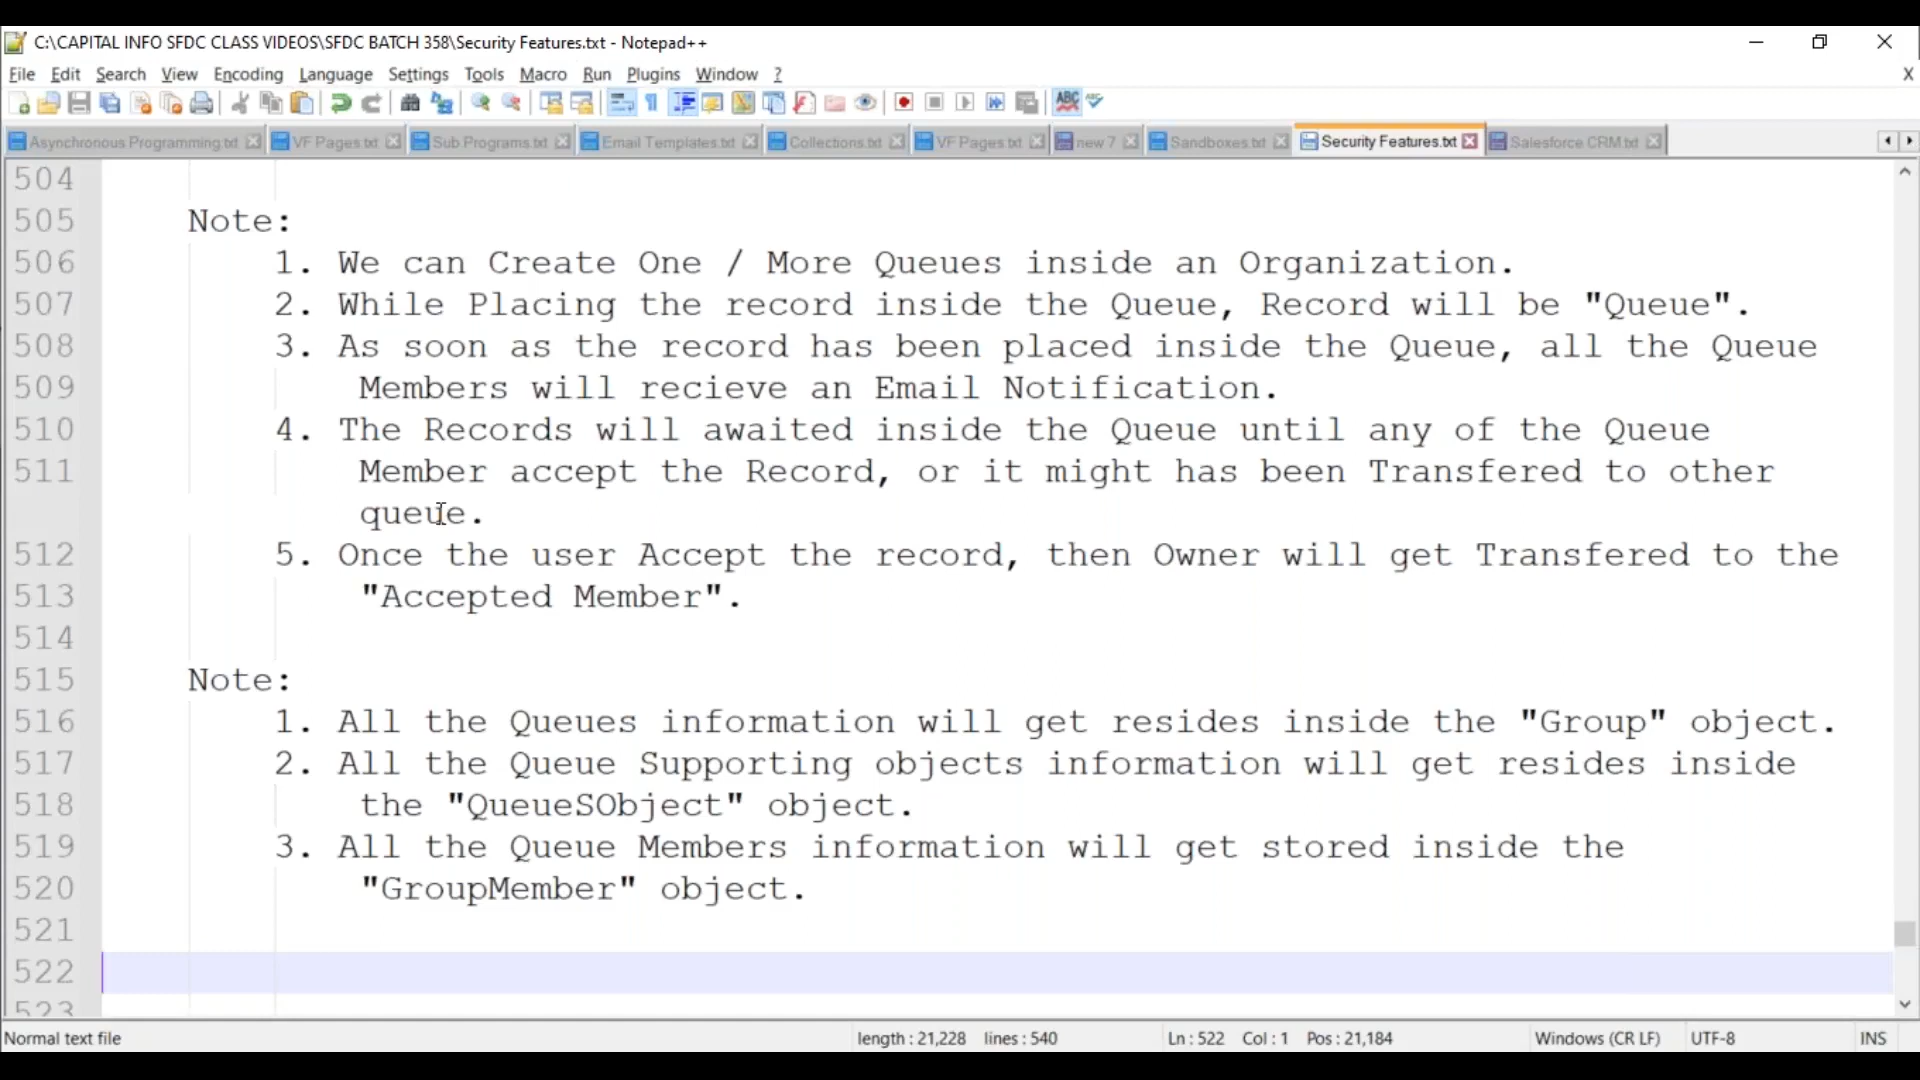 C:\CAPITAL INFO SFDC CLASS VIDEOS\SFDC BATCH 358\Security Features.txt - Notepad++
File Edit Search View Encoding Language Settings Tools Macro Run Plugins Window ? X
Asynchronous Programming.txt VF Pages.txt Sub Programs.txt Email Templates.txt Collections.txt VF Pages.txt new 7 Sandboxes.txt Security Features.txt Salesforce CRM.txt
504
505 Note:
506 1. We can Create One / More Queues inside an Organization.
507 2. While Placing the record inside the Queue, Record will be "Queue".
508 3. As soon as the record has been placed inside the Queue, all the Queue
509 Members will recieve an Email Notification.
510 4. The Records will awaited inside the Queue until any of the Queue
511 Member accept the Record, or it might has been Transfered to other
queue.
512 5. Once the user Accept the record, then Owner will get Transfered to the
513 "Accepted Member".
514
515 Note:
516 1. All the Queues information will get resides inside the "Group" object.
517 2. All the Queue Supporting objects information will get resides inside
518 the "QueueSObject" object.
519 3. All the Queue Members information will get stored inside the
520 "GroupMember" object.
521
522
523
Normal text file length : 21,228 lines : 540 Ln : 522 Col : 1 Pos : 21,184 Windows (CR LF) UTF-8 INS